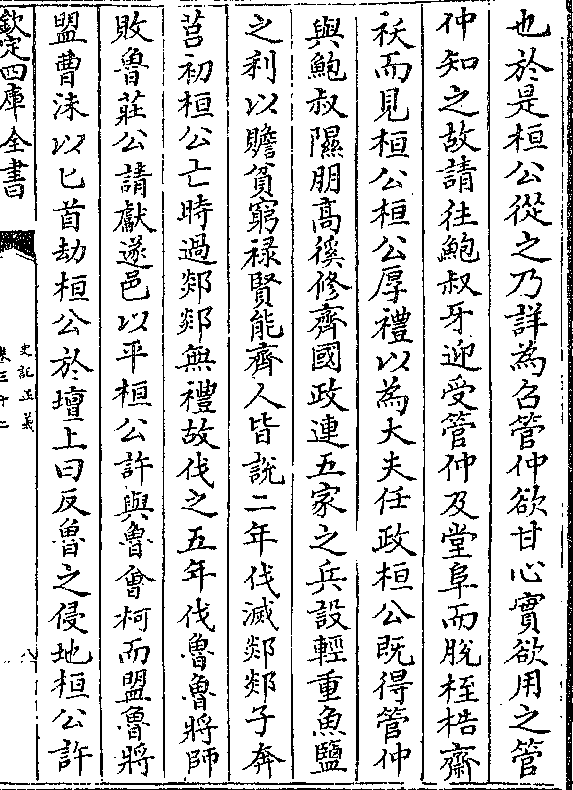 也於是桓公從之乃詳為召管仲欲甘心實欲用之管
仲知之故請往鮑叔牙迎受管仲及堂阜而脫桎梏齋
祓而見桓公桓公厚禮以為大夫任政桓公既得管仲
與鮑叔隰朋高徯修齊國政連五家之兵設輕重魚鹽
之利以贍貧窮祿賢能齊人皆說二年伐滅郯郯子奔
莒初桓公亡時過郯郯無禮故伐之五年伐魯魯將師
敗魯莊公請獻遂邑以平桓公許與魯會柯而盟魯將
盟曹沬以匕首劫桓公於壇上曰反魯之侵地桓公許
欽定四庫全書
史記正義
卷三十二
八